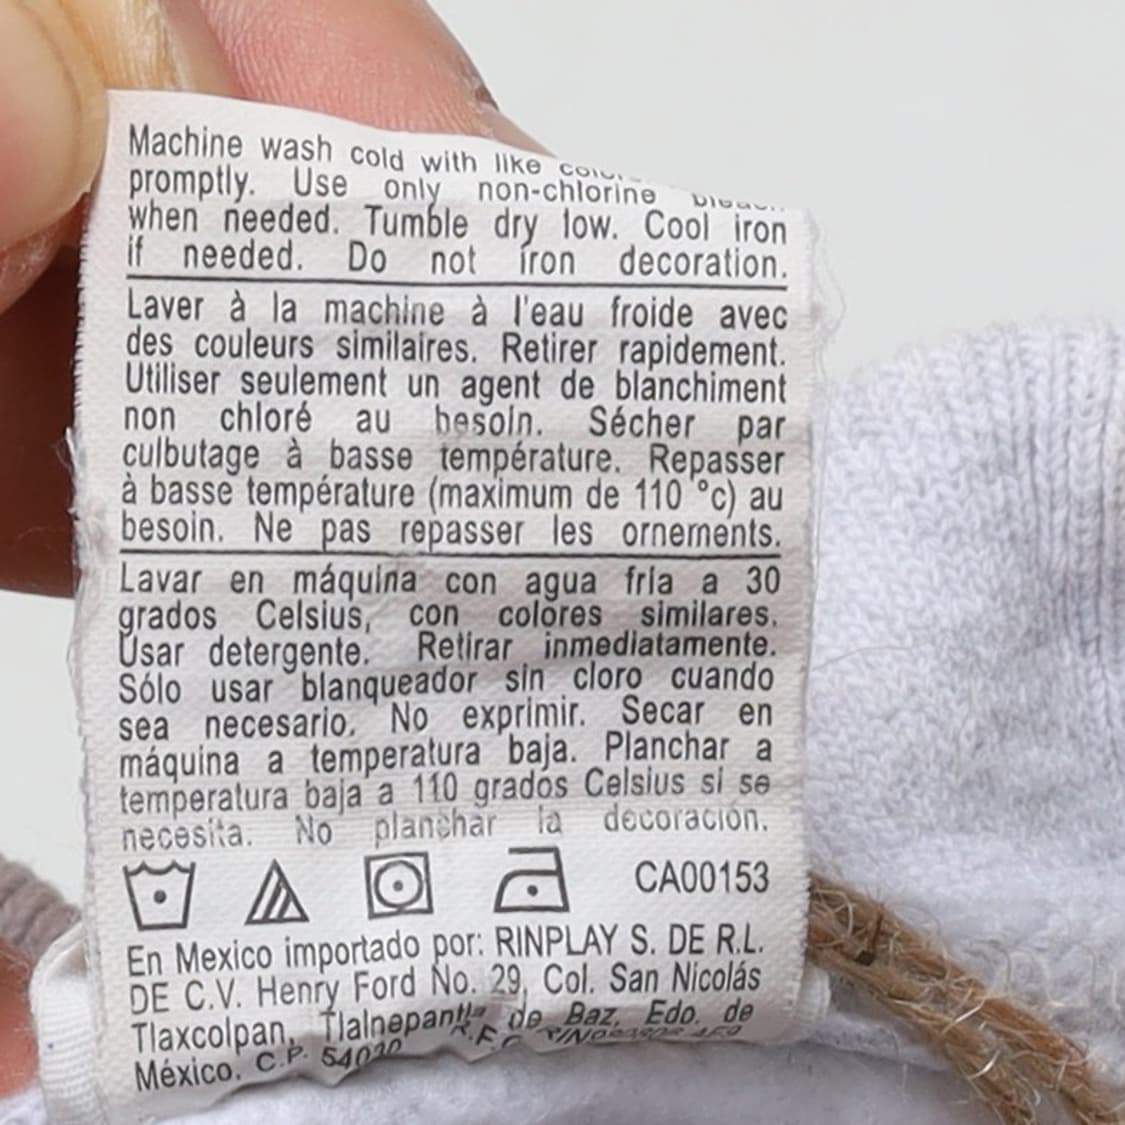 Machine wash cold with like
promptly. Use only non-chlorine
when needed. Tumble dry low. Cool iron
if needed. Do not iron decoration.
Laver à la machine à l'eau froide avec
des couleurs similaires. Retirer rapidement.
Utiliser seulement un agent de blanchiment
non chloré au besoin. Sécher par
culbutage à basse température. Repasser
à basse température (maximum de 110 °c) au
besoin. Ne pas repasser les ornements.
Lavar en máquina con agua fria a 30
grados Celsius, con colores similares.
Usar detergente. Retirar inmediatamente.
Sólo usar blanqueador sin cloro cuando
sea necesario. No exprimir. Secar en
máquina a temperatura baja. Planchar a
temperatura baja a 110 grados Celsius si se
necesita. No planchar la decoración.
CA00153
En Mexico importado por: RINPLAY S. DE R.L.
DE C.V. Henry Ford No. 29, Col. San Nicolás
Tlaxcolpan, Tlalnepantla de Baz, Edo. de
México. C.P. 54030